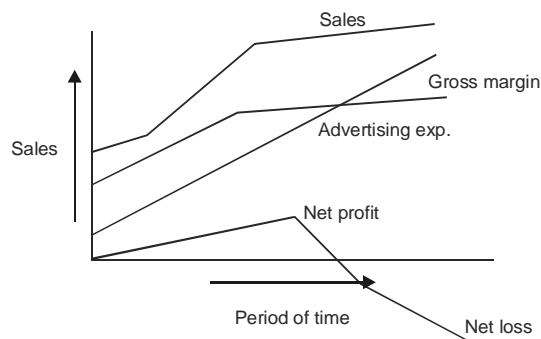 Sales
Gross margin
Advertising exp.
Sales
Net profit
Period of time
Net loss